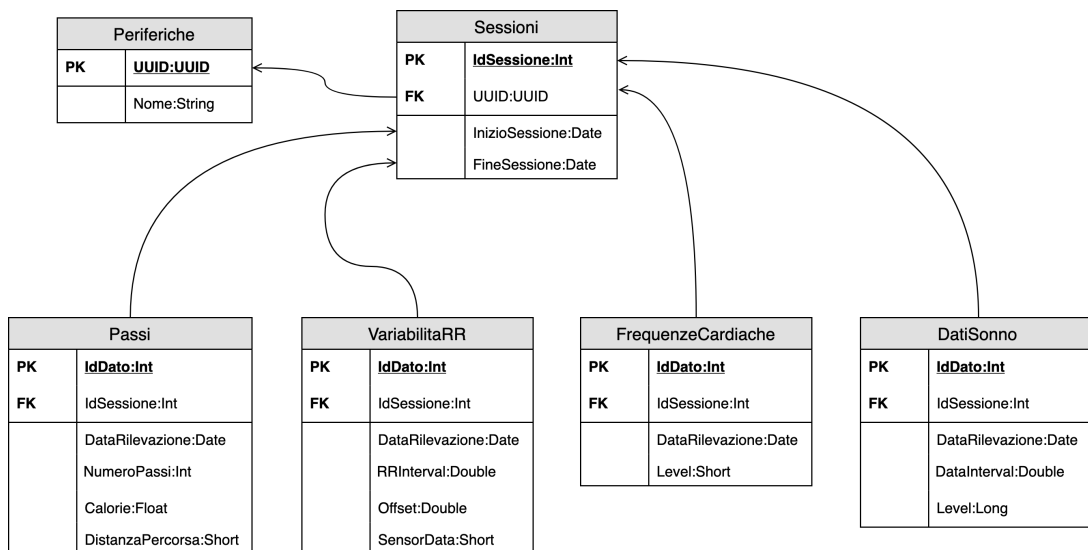 Periferiche
PK UUID:UUID
Nome:String
Sessioni
PK IdSessione:Int
FK UUID:UUID
InizioSessione:Date
FineSessione:Date
Passi
PK IdDato:Int
FK IdSessione:Int
DataRilevazione:Date
NumeroPassi:Int
Calorie:Float
DistanzaPercorsa:Short
VariabilitaRR
PK IdDato:Int
FK IdSessione:Int
DataRilevazione:Date
RRInterval:Double
Offset:Double
SensorData:Short
FrequenzeCardiache
PK IdDato:Int
FK IdSessione:Int
DataRilevazione:Date
Level:Short
DatiSonno
PK IdDato:Int
FK IdSessione:Int
DataRilevazione:Date
DataInterval:Double
Level:Long